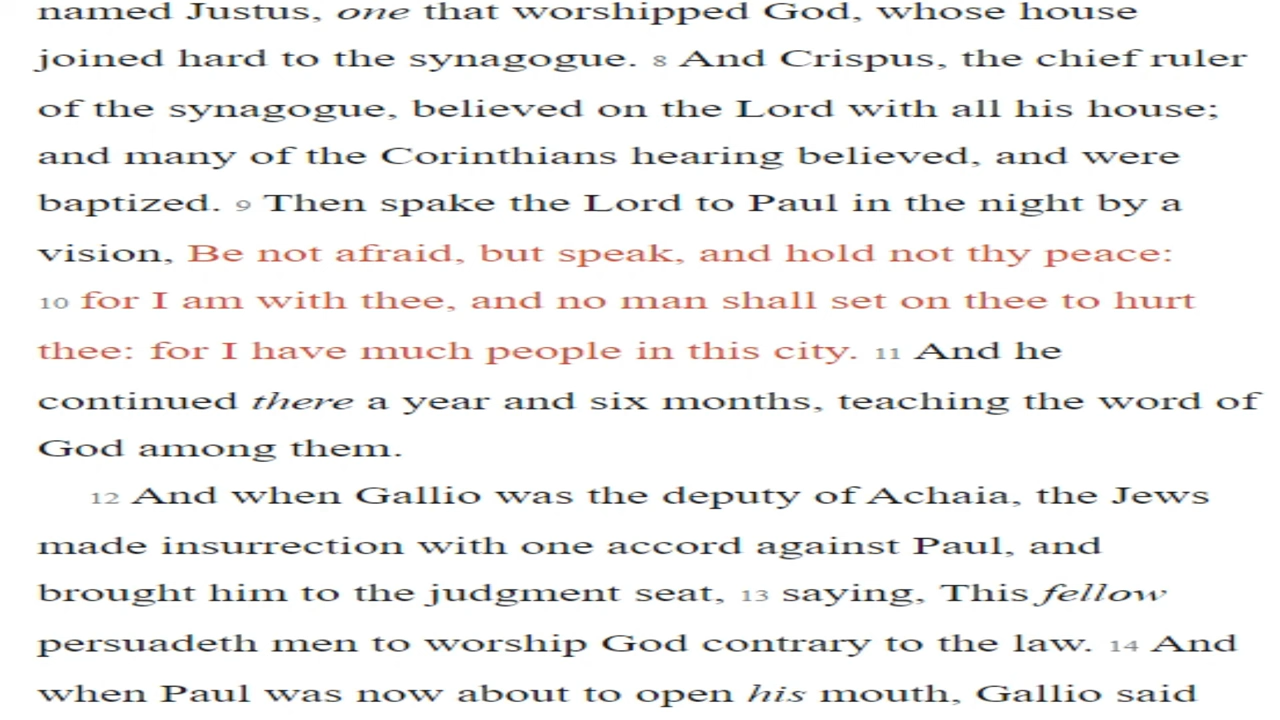 named Justus, one that worshipped God, whose house
joined hard to the synagogue. 8 And Crispus, the chief ruler
of the synagogue, believed on the Lord with all his house;
and many of the Corinthians hearing believed, and were
baptized. 9 Then spake the Lord to Paul in the night by a
vision, Be not afraid, but speak, and hold not thy peace:
10 for I am with thee, and no man shall set on thee to hurt
thee: for I have much people in this city. 11 And he
continued there a year and six months, teaching the word of
God among them.
12 And when Gallio was the deputy of Achaia, the Jews
made insurrection with one accord against Paul, and
brought him to the judgment seat, 13 saying, This fellow
persuadeth men to worship God contrary to the law. 14 And
when Paul was now about to open his mouth, Gallio said